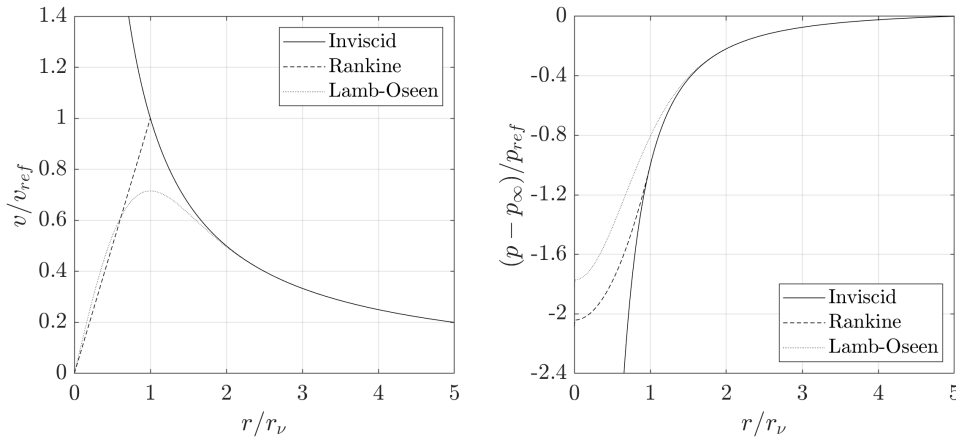 1.4
1.2
1
0.8
0.6
0.4
0.2
0
v/v_ref
0 1 2 3 4 5
r/r_ν
Inviscid
Rankine
Lamb-Oseen
-0
-0.4
-0.8
-1.2
-1.6
-2
-2.4
(p − p_∞)/p_ref
0 1 2 3 4 5
r/r_ν
Inviscid
Rankine
Lamb-Oseen